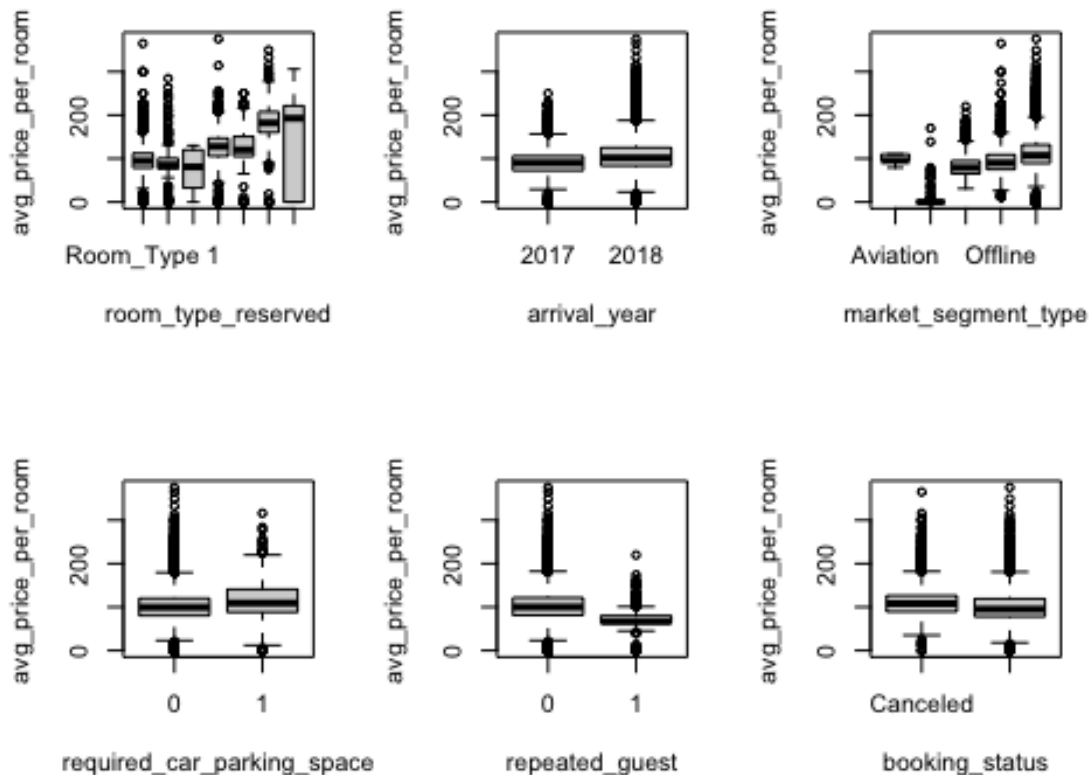 avg_price_per_room
0 200
Room_Type 1
room_type_reserved
avg_price_per_room
0 200
2017 2018
arrival_year
avg_price_per_room
0 200
Aviation Offline
market_segment_type
avg_price_per_room
0 200
0 1
required_car_parking_space
avg_price_per_room
0 200
0 1
repeated_guest
avg_price_per_room
0 200
Canceled
booking_status